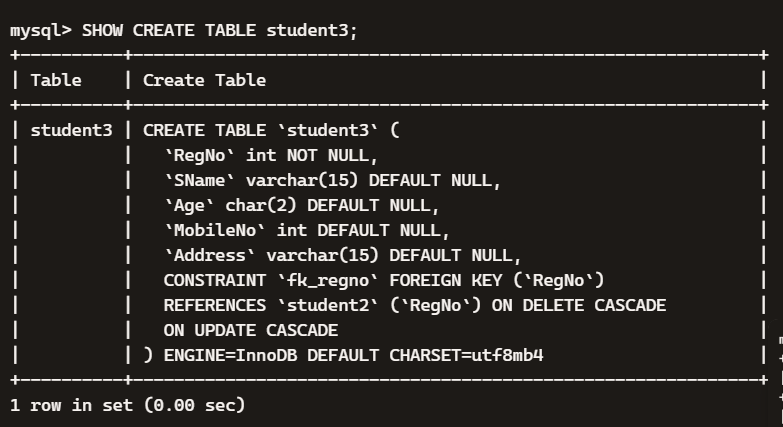 mysql> SHOW CREATE TABLE student3;
+----------+-------------------------------------------------------------+
| Table    | Create Table                                                |
+----------+-------------------------------------------------------------+
| student3 | CREATE TABLE `student3` (                                   |
|          |   `RegNo` int NOT NULL,                                     |
|          |   `SName` varchar(15) DEFAULT NULL,                         |
|          |   `Age` char(2) DEFAULT NULL,                               |
|          |   `MobileNo` int DEFAULT NULL,                              |
|          |   `Address` varchar(15) DEFAULT NULL,                       |
|          |   CONSTRAINT `fk_regno` FOREIGN KEY (`RegNo`)               |
|          |   REFERENCES `student2` (`RegNo`) ON DELETE CASCADE         |
|          |   ON UPDATE CASCADE                                         |
|          | ) ENGINE=InnoDB DEFAULT CHARSET=utf8mb4                     |
+----------+-------------------------------------------------------------+
1 row in set (0.00 sec)